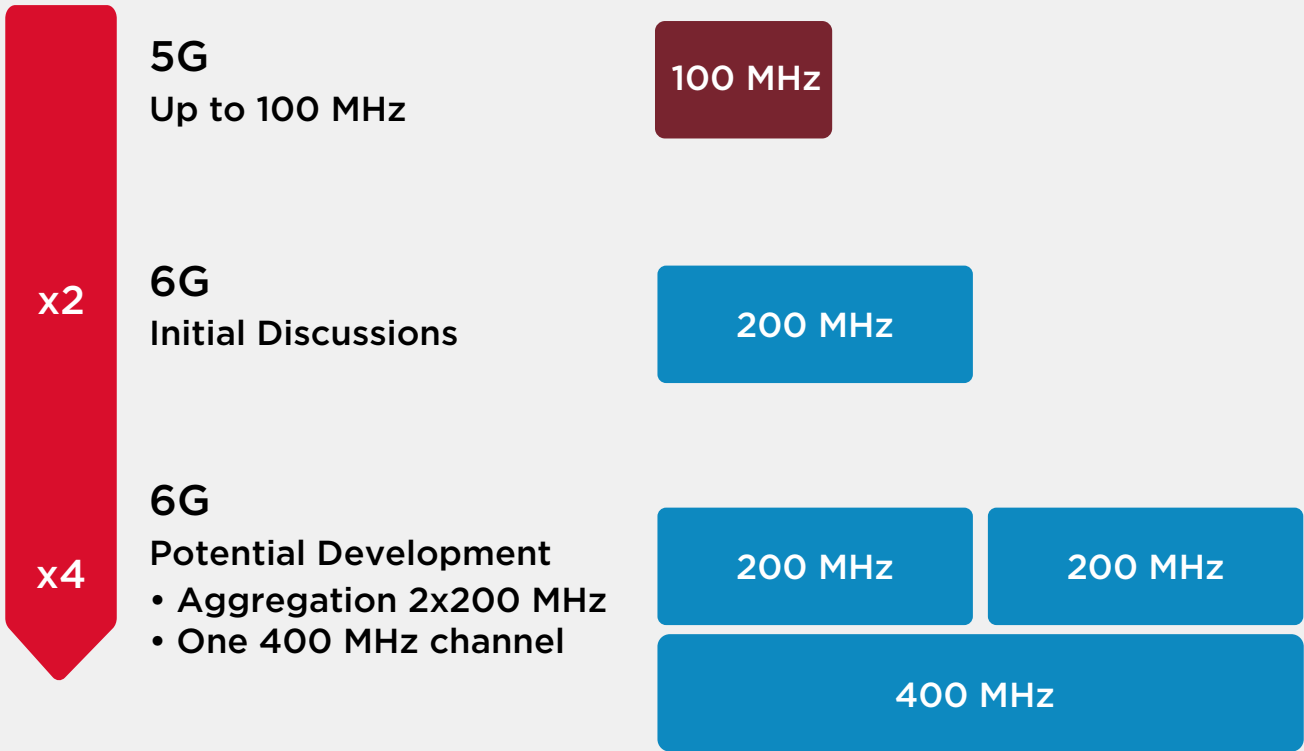 5G
Up to 100 MHz
100 MHz
x2
6G
Initial Discussions
200 MHz
x4
6G
Potential Development
• Aggregation 2x200 MHz
• One 400 MHz channel
200 MHz
200 MHz
400 MHz